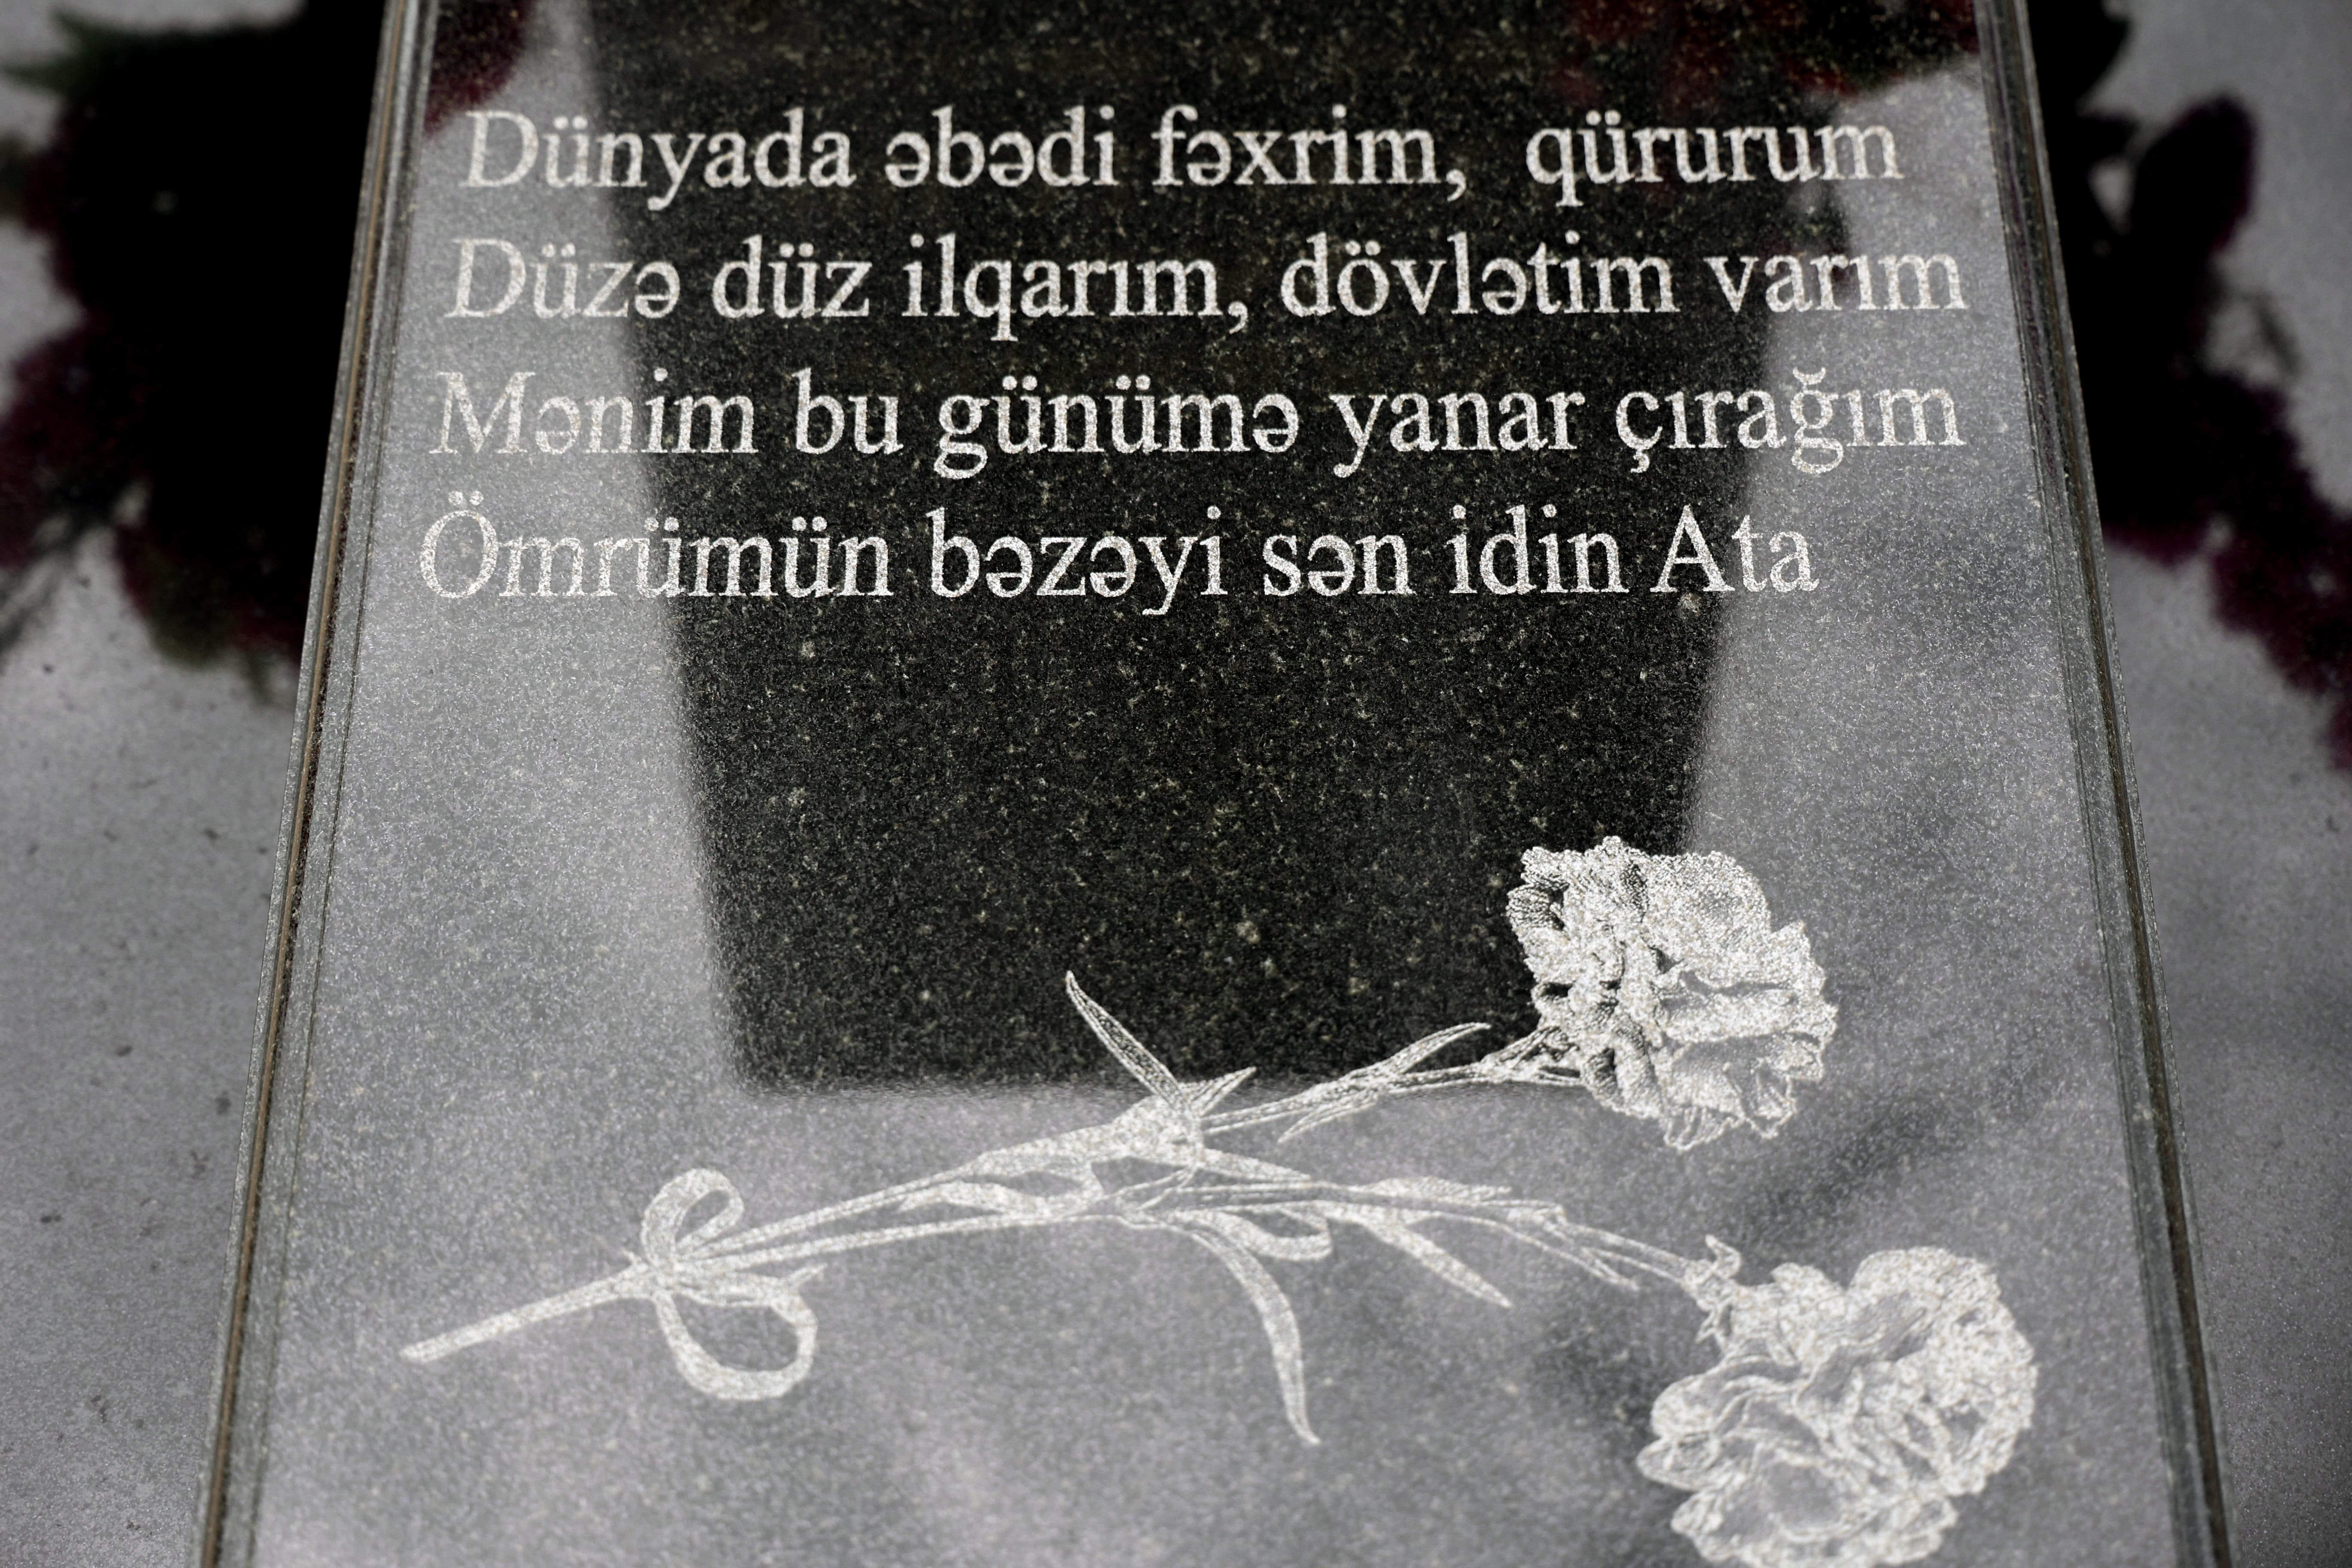 Dünyada əbədi fəxrim, qürurum
Düzə düz ilqarım, dövlətim varım
Mənim bu günümə yanar çırağım
Ömrümün bəzəyi sən idin Ata